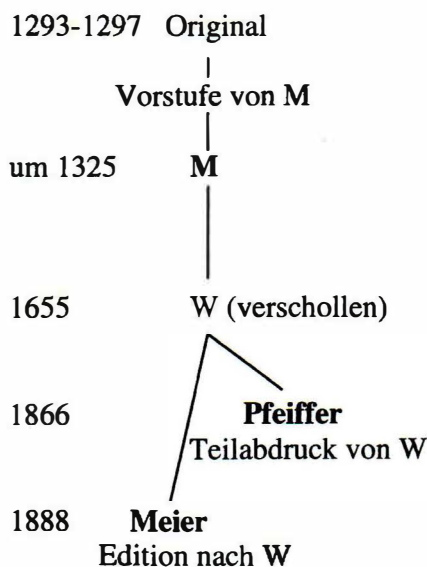 1293-1297 Original
Vorstufe von M
um 1325 M
1655 W (verschollen)
1866 Pfeiffer
Teilabdruck von W
1888 Meier
Edition nach W